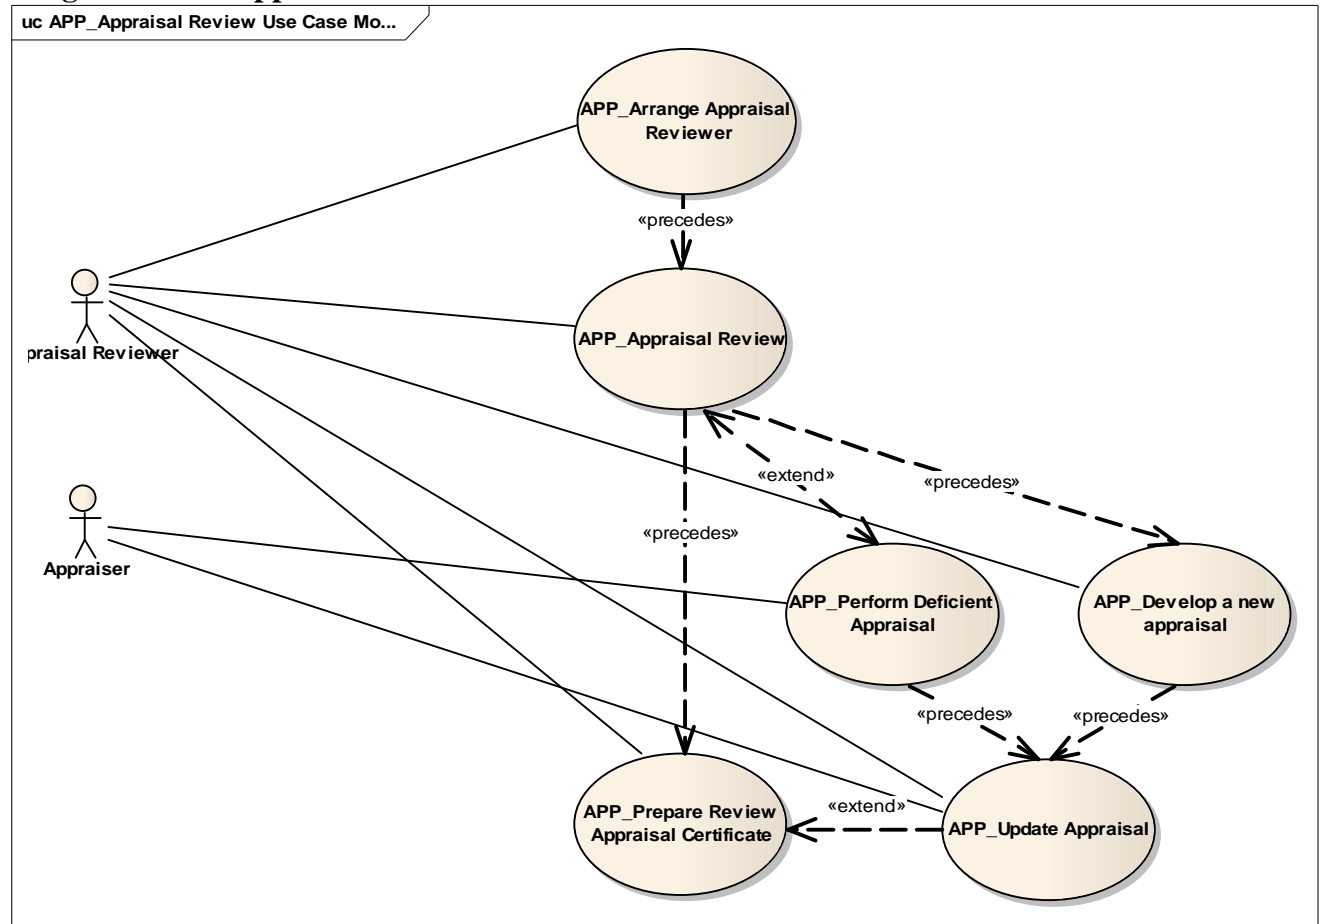 uc APP_Appraisal Review Use Case Mo...
APP_Arrange Appraisal
Reviewer
«precedes»
APP_Appraisal Review
praisal Reviewer
«extend»
«precedes»
«precedes»
Appraiser
APP_Perform Deficient
Appraisal
APP_Develop a new
appraisal
«precedes»
«precedes»
APP_Prepare Review
Appraisal Certificate
«extend»
APP_Update Appraisal